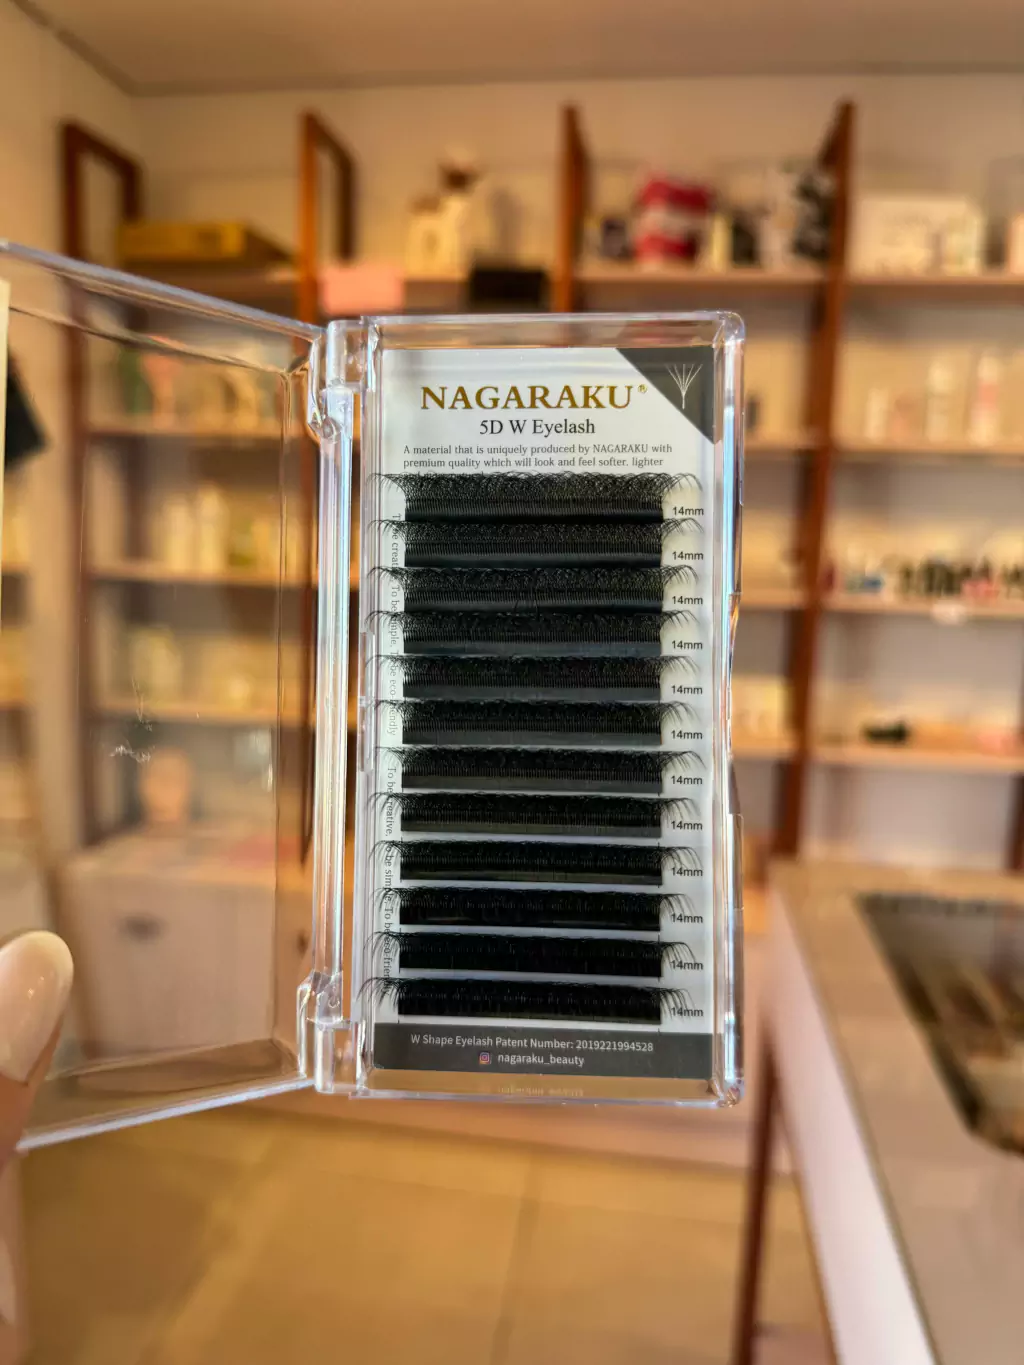 NAGARAKU®
5D W Eyelash
A material that is uniquely produced by NAGARAKU with
premium quality which will look and feel softer. lighter
14mm
14mm
14mm
14mm
14mm
14mm
14mm
14mm
14mm
14mm
14mm
14mm
W Shape Eyelash Patent Number: 2019221994528
nagaraku_beauty